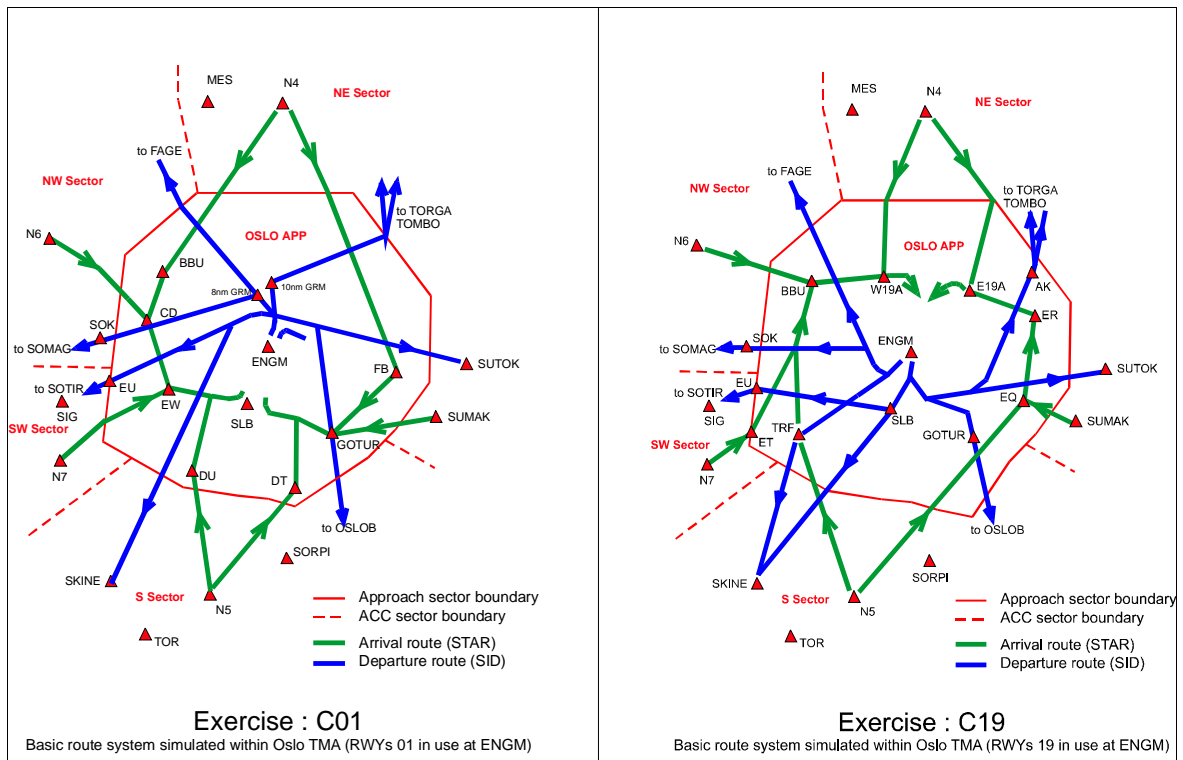 MES
N4
NE Sector
to FAGE
NW Sector
to TORGA
TOMBO
N6
OSLO APP
BBU
8nm GRM
10nm GRM
CD
SOK
to SOMAG
ENGM
SUTOK
FB
EU
to SOTIR
SIG
EW
SLB
SUMAK
SW Sector
GOTUR
N7
DU
DT
to OSLOB
SORPI
SKINE
S Sector
N5
TOR
Approach sector boundary
ACC sector boundary
Arrival route (STAR)
Departure route (SID)
Exercise : C01
Basic route system simulated within Oslo TMA (RWYs 01 in use at ENGM)
MES
N4
NE Sector
to FAGE
NW Sector
to TORGA
TOMBO
N6
OSLO APP
BBU
W19A
E19A
AK
ER
SOK
to SOMAG
ENGM
SUTOK
EU
to SOTIR
SIG
SLB
EQ
SUMAK
SW Sector
ET
TRF
GOTUR
N7
to OSLOB
SORPI
SKINE
S Sector
N5
TOR
Approach sector boundary
ACC sector boundary
Arrival route (STAR)
Departure route (SID)
Exercise : C19
Basic route system simulated within Oslo TMA (RWYs 19 in use at ENGM)